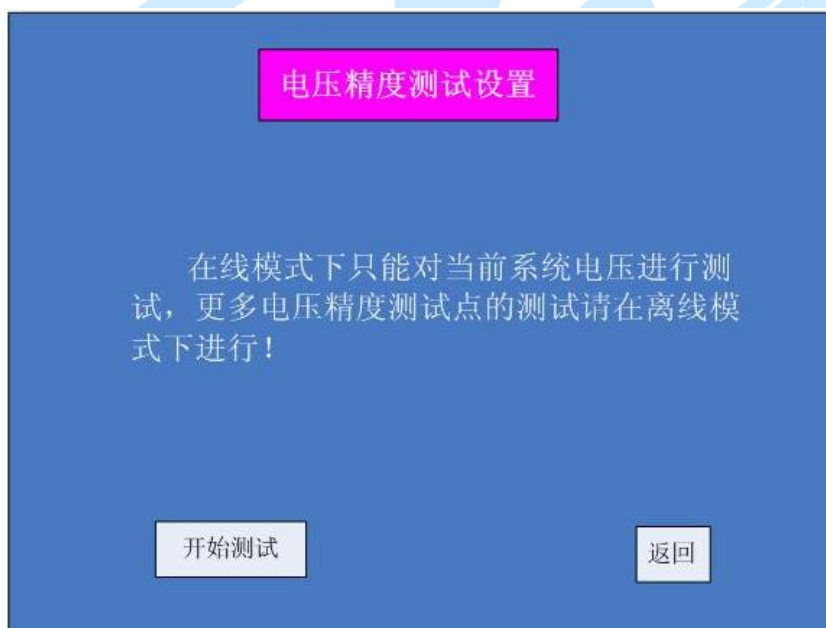 电压精度测试设置
在线模式下只能对当前系统电压进行测
试，更多电压精度测试点的测试请在离线模
式下进行！
开始测试
返回